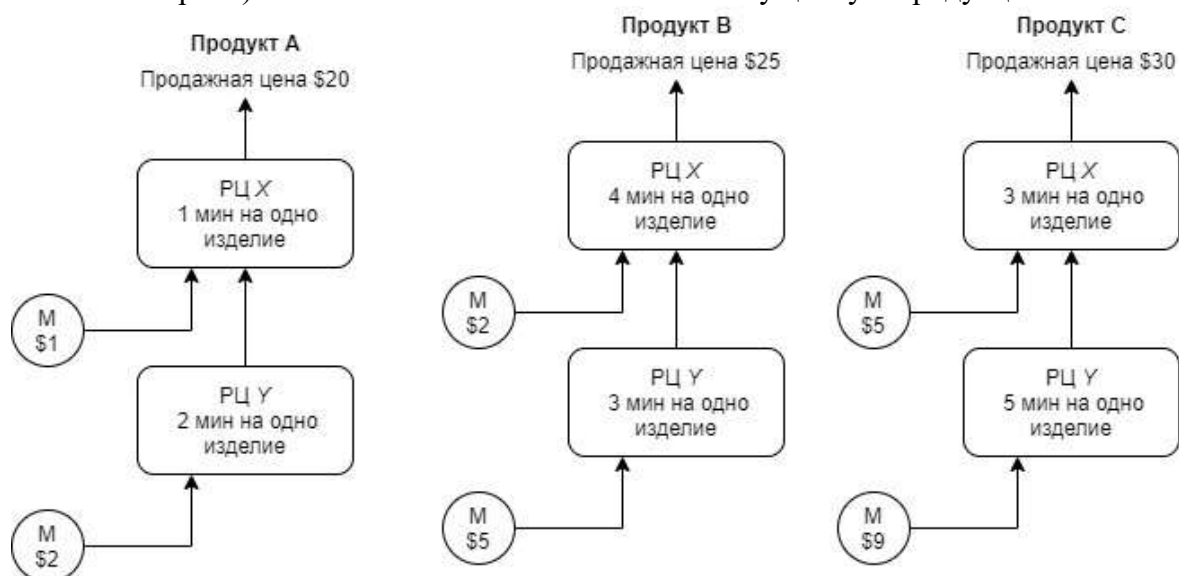 Продукт A
Продажная цена $20
РЦ X
1 мин на одно
изделие
М
$1
РЦ Y
2 мин на одно
изделие
М
$2
Продукт B
Продажная цена $25
РЦ X
4 мин на одно
изделие
М
$2
РЦ Y
3 мин на одно
изделие
М
$5
Продукт C
Продажная цена $30
РЦ X
3 мин на одно
изделие
М
$5
РЦ Y
5 мин на одно
изделие
М
$9